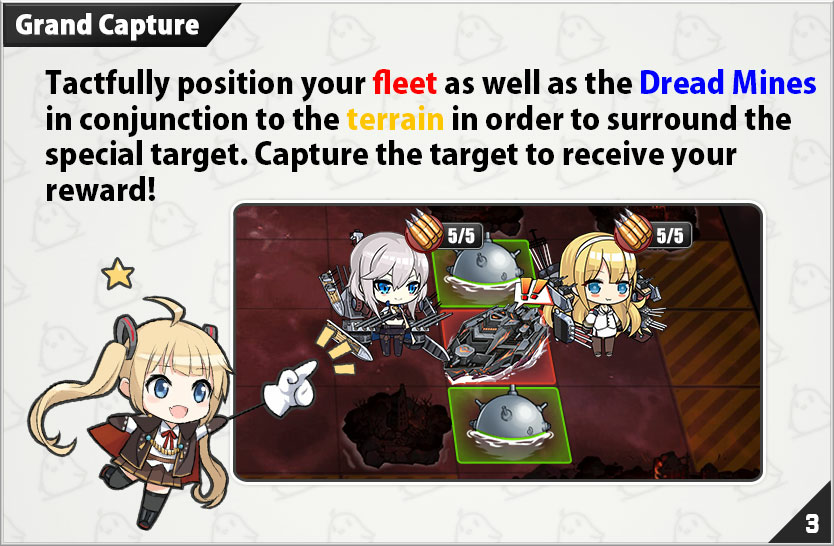 Grand Capture
Tactfully position your fleet as well as the Dread Mines
in conjunction to the terrain in order to surround the
special target. Capture the target to receive your
reward!
5/5 5/5
!!
3